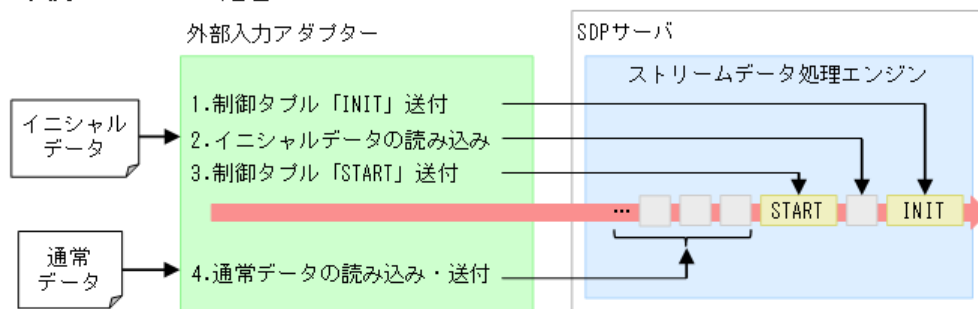 外部入力アダプター
SDPサーバ
ストリームデータ処理エンジン
イニシャル
データ
1.制御タプル「INIT」送付
2.イニシャルデータの読み込み
3.制御タプル「START」送付
… START INIT
通常
データ
4.通常データの読み込み・送付